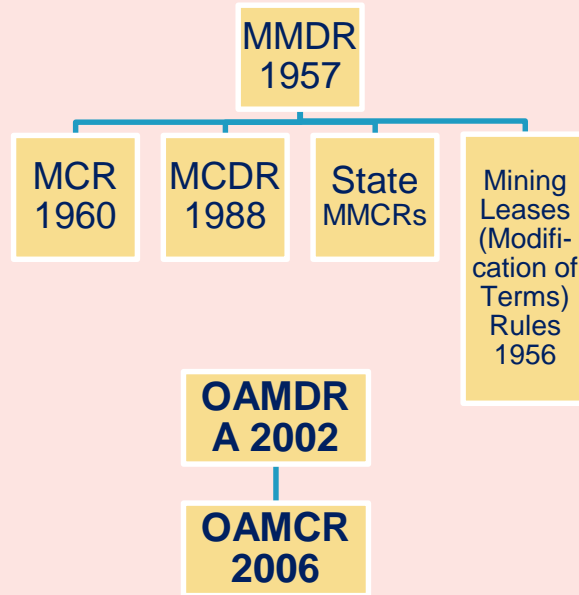 MMDR
1957
MCR
1960
MCDR
1988
State
MMCRs
Mining
Leases
(Modifi-
cation of
Terms)
Rules
1956
OAMDR
A 2002
OAMCR
2006